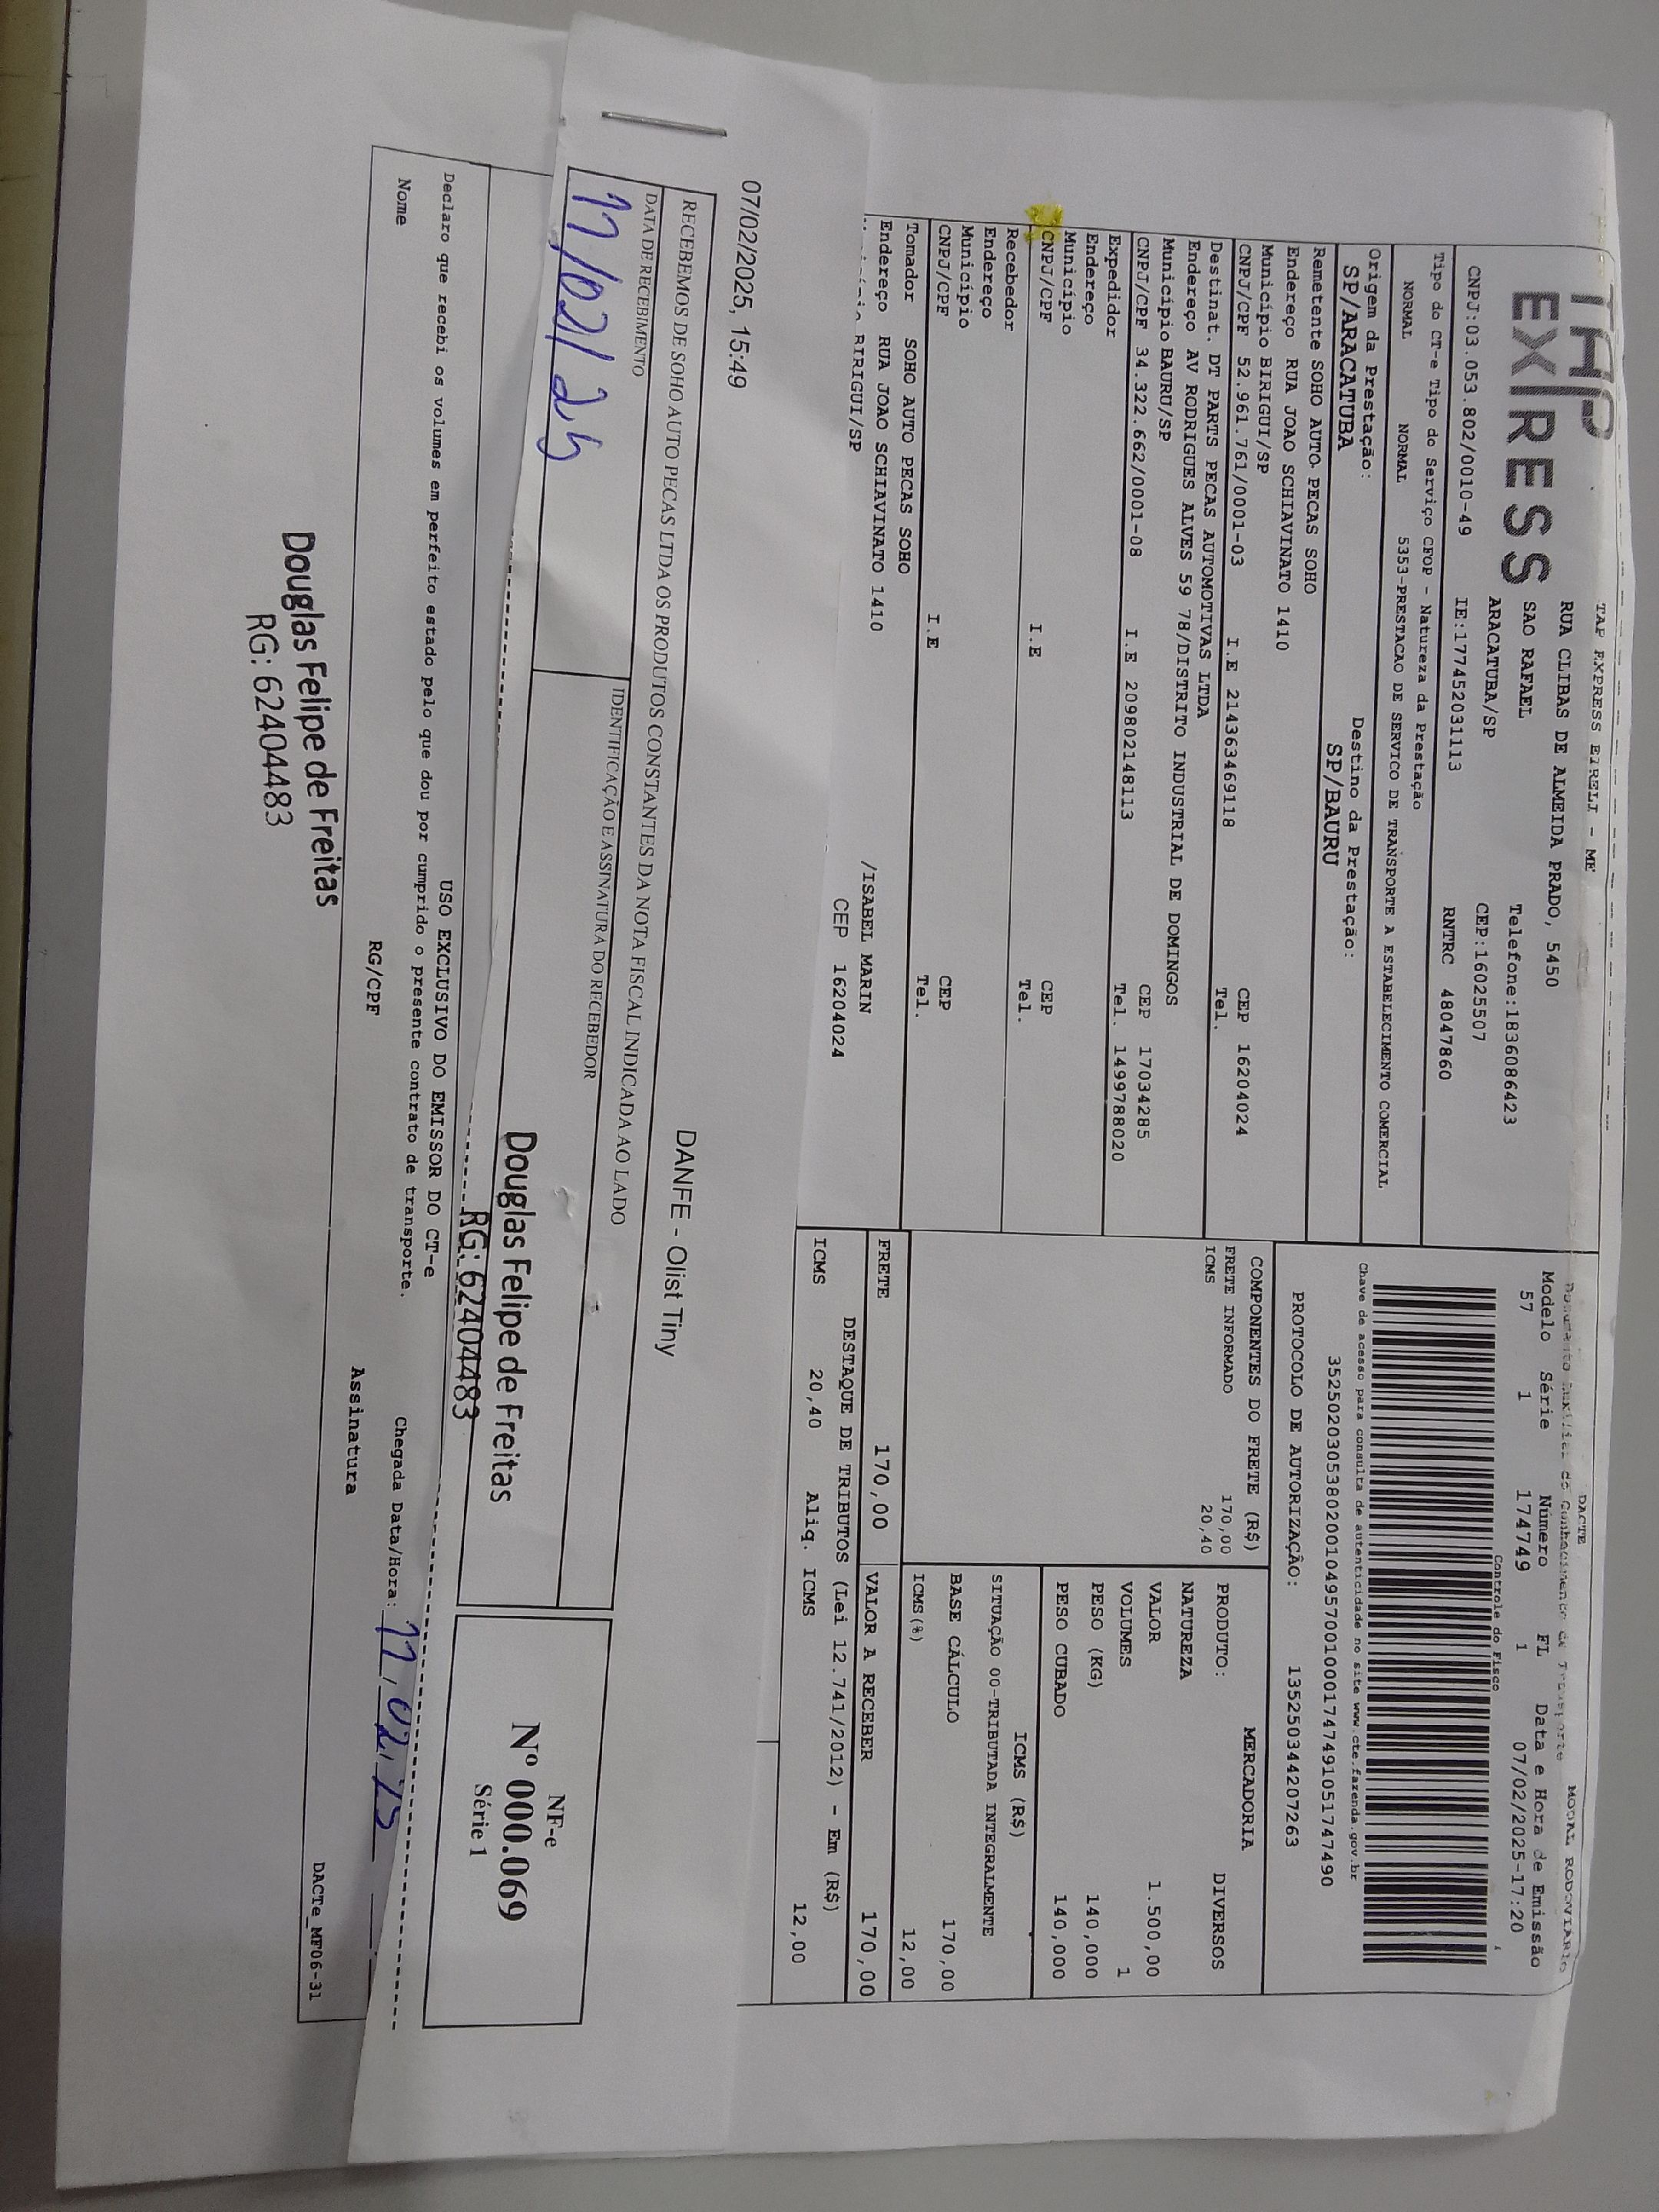 TAP EXPRESS EIRELI - ME
TAP
EXPRESS
RUA CLIBAS DE ALMEIDA PRADO, 5450
SAO RAFAEL Telefone:1836086423
ARACATUBA/SP CEP:16025507
CNPJ:03.053.802/0010-49 IE:177452031113 RNTRC 48047860
Tipo do CT-e Tipo do Serviço CFOP - Natureza da Prestação
NORMAL NORMAL 5353-PRESTACAO DE SERVICO DE TRANSPORTE A ESTABELECIMENTO COMERCIAL
Origem da Prestação: Destino da Prestação:
SP/ARACATUBA SP/BAURU
Remetente SOHO AUTO PECAS SOHO
Endereço RUA JOAO SCHIAVINATO 1410
Município BIRIGUI/SP CEP 16204024
CNPJ/CPF 52.961.761/0001-03 I.E 214363469118 Tel.
Destinat. DT PARTS PECAS AUTOMOTIVAS LTDA
Endereço AV RODRIGUES ALVES 59 78/DISTRITO INDUSTRIAL DE DOMINGOS
Município BAURU/SP CEP 17034285
CNPJ/CPF 34.322.662/0001-08 I.E 209802148113 Tel. 14997888020
Expedidor
Endereço
Município CEP
CNPJ/CPF I.E Tel.
Recebedor
Endereço
Município CEP
CNPJ/CPF I.E Tel.
Tomador SOHO AUTO PECAS SOHO
Endereço RUA JOAO SCHIAVINATO 1410 /ISABEL MARIN
BIRIGUI/SP CEP 16204024
DACTE MODAL RODOVIÁRIO
Documento Auxiliar do Conhecimento de Transporte
Modelo Série Número FL Data e Hora de Emissão
57 1 174749 1 07/02/2025-17:20
Controle do Fisco
Chave de acesso para consulta de autenticidade no site www.cte.fazenda.gov.br
35250203053802001049570010001747491051747490
PROTOCOLO DE AUTORIZAÇÃO: 135250344207263
COMPONENTES DO FRETE (R$)
FRETE INFORMADO 170,00
ICMS 20,40
MERCADORIA
PRODUTO: DIVERSOS
NATUREZA
VALOR 1.500,00
VOLUMES 1
PESO (KG) 140,000
PESO CUBADO 140,000
ICMS (R$)
SITUAÇÃO 00-TRIBUTADA INTEGRALMENTE
BASE CÁLCULO 170,00
ICMS(%) 12,00
FRETE 170,00 VALOR A RECEBER 170,00
DESTAQUE DE TRIBUTOS (Lei 12.741/2012) - Em (R$)
ICMS 20,40 Aliq. ICMS 12,00
07/02/2025, 15:49 DANFE - Olist Tiny
RECEBEMOS DE SOHO AUTO PECAS LTDA OS PRODUTOS CONSTANTES DA NOTA FISCAL INDICADA AO LADO
DATA DE RECEBIMENTO IDENTIFICAÇÃO E ASSINATURA DO RECEBEDOR
11/02/25
Douglas Felipe de Freitas
RG: 62404483
NF-e
Nº 000.069
Série 1
USO EXCLUSIVO DO EMISSOR DO CT-e
Declaro que recebi os volumes em perfeito estado pelo que dou por cumprido o presente contrato de transporte.
Chegada Data/Hora: 11/02/25
Nome RG/CPF Assinatura
Douglas Felipe de Freitas
RG: 62404483
DACTe_MF06-31